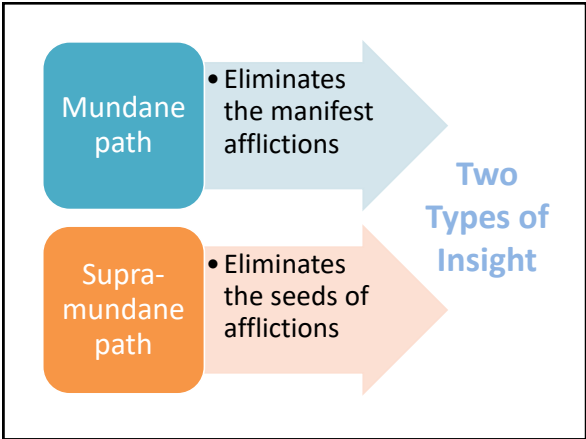 Mundane
path
• Eliminates
the manifest
afflictions
Supra-
mundane
path
• Eliminates
the seeds of
afflictions
Two
Types of
Insight